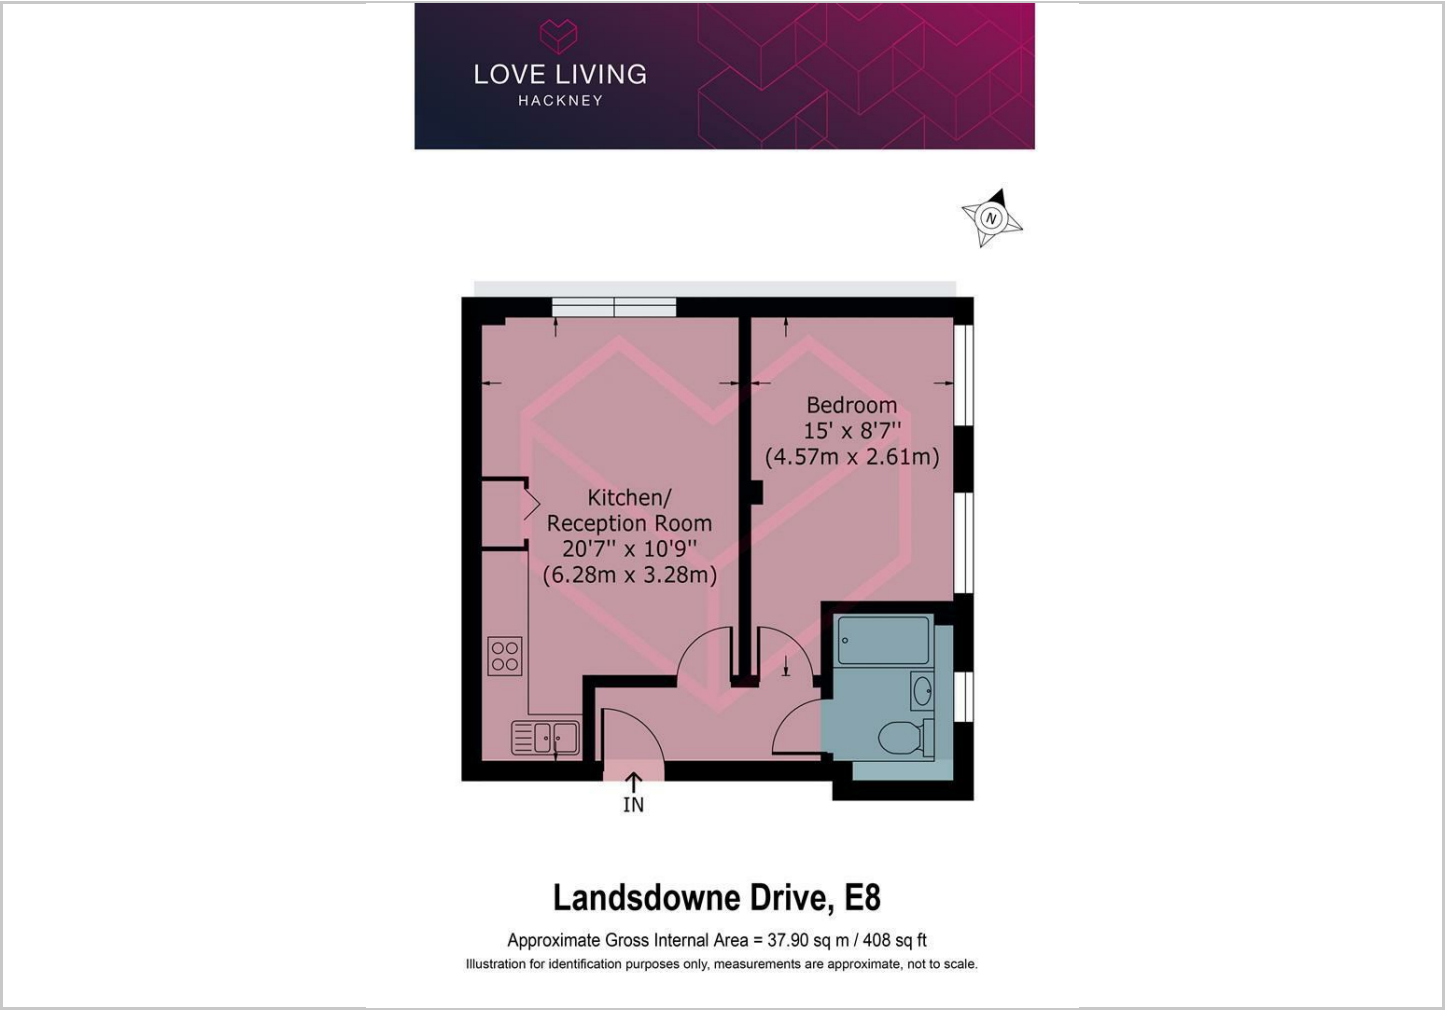 LOVE LIVING
HACKNEY
N
Bedroom
15' x 8'7''
(4.57m x 2.61m)
Kitchen/
Reception Room
20'7'' x 10'9''
(6.28m x 3.28m)
IN
Landsdowne Drive, E8
Approximate Gross Internal Area = 37.90 sq m / 408 sq ft
Illustration for identification purposes only, measurements are approximate, not to scale.